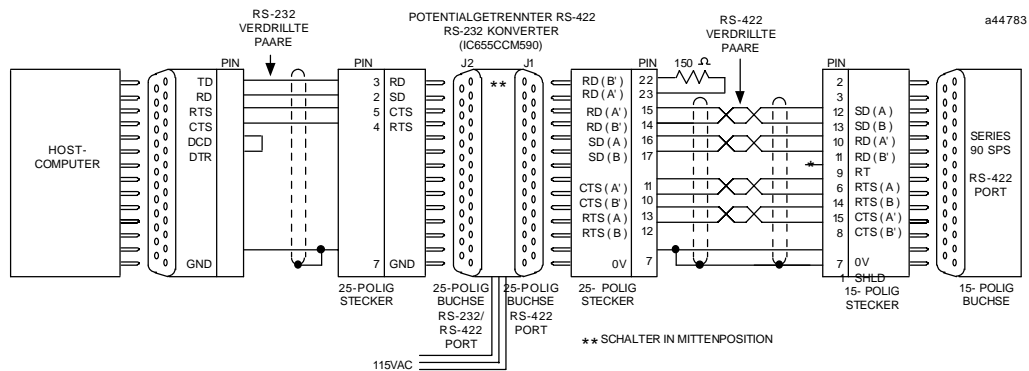 RS-232
VERDRILLTE
PAARE
POTENTIALGETRENNTER RS-422
RS-232 KONVERTER
(IC655CCM590)
RS-422
VERDRILLTE
PAARE
a44783
PIN
PIN
J2
J1
PIN
150 Ω
PIN
HOST-
COMPUTER
TD
RD
RTS
CTS
DCD
DTR
GND
3 RD
2 SD
5 CTS
4 RTS
7 GND
**
RD (B') 22
RD (A') 23
RD (A') 15
RD (B') 14
SD (A) 16
SD (B) 17
CTS (A') 11
CTS (B') 10
RTS (A) 13
RTS (B) 12
0V 7
*
2
3
12 SD (A)
13 SD (B)
10 RD (A')
11 RD (B')
9 RT
6 RTS (A)
14 RTS (B)
15 CTS (A')
8 CTS (B')
7 0V
1 SHLD
SERIES
90 SPS
RS-422
PORT
25-POLIG
STECKER
25-POLIG
BUCHSE
RS-232/
RS-422
PORT
25-POLIG
BUCHSE
RS-422
PORT
25- POLIG
STECKER
15- POLIG
STECKER
15- POLIG
BUCHSE
** SCHALTER IN MITTENPOSITION
115VAC